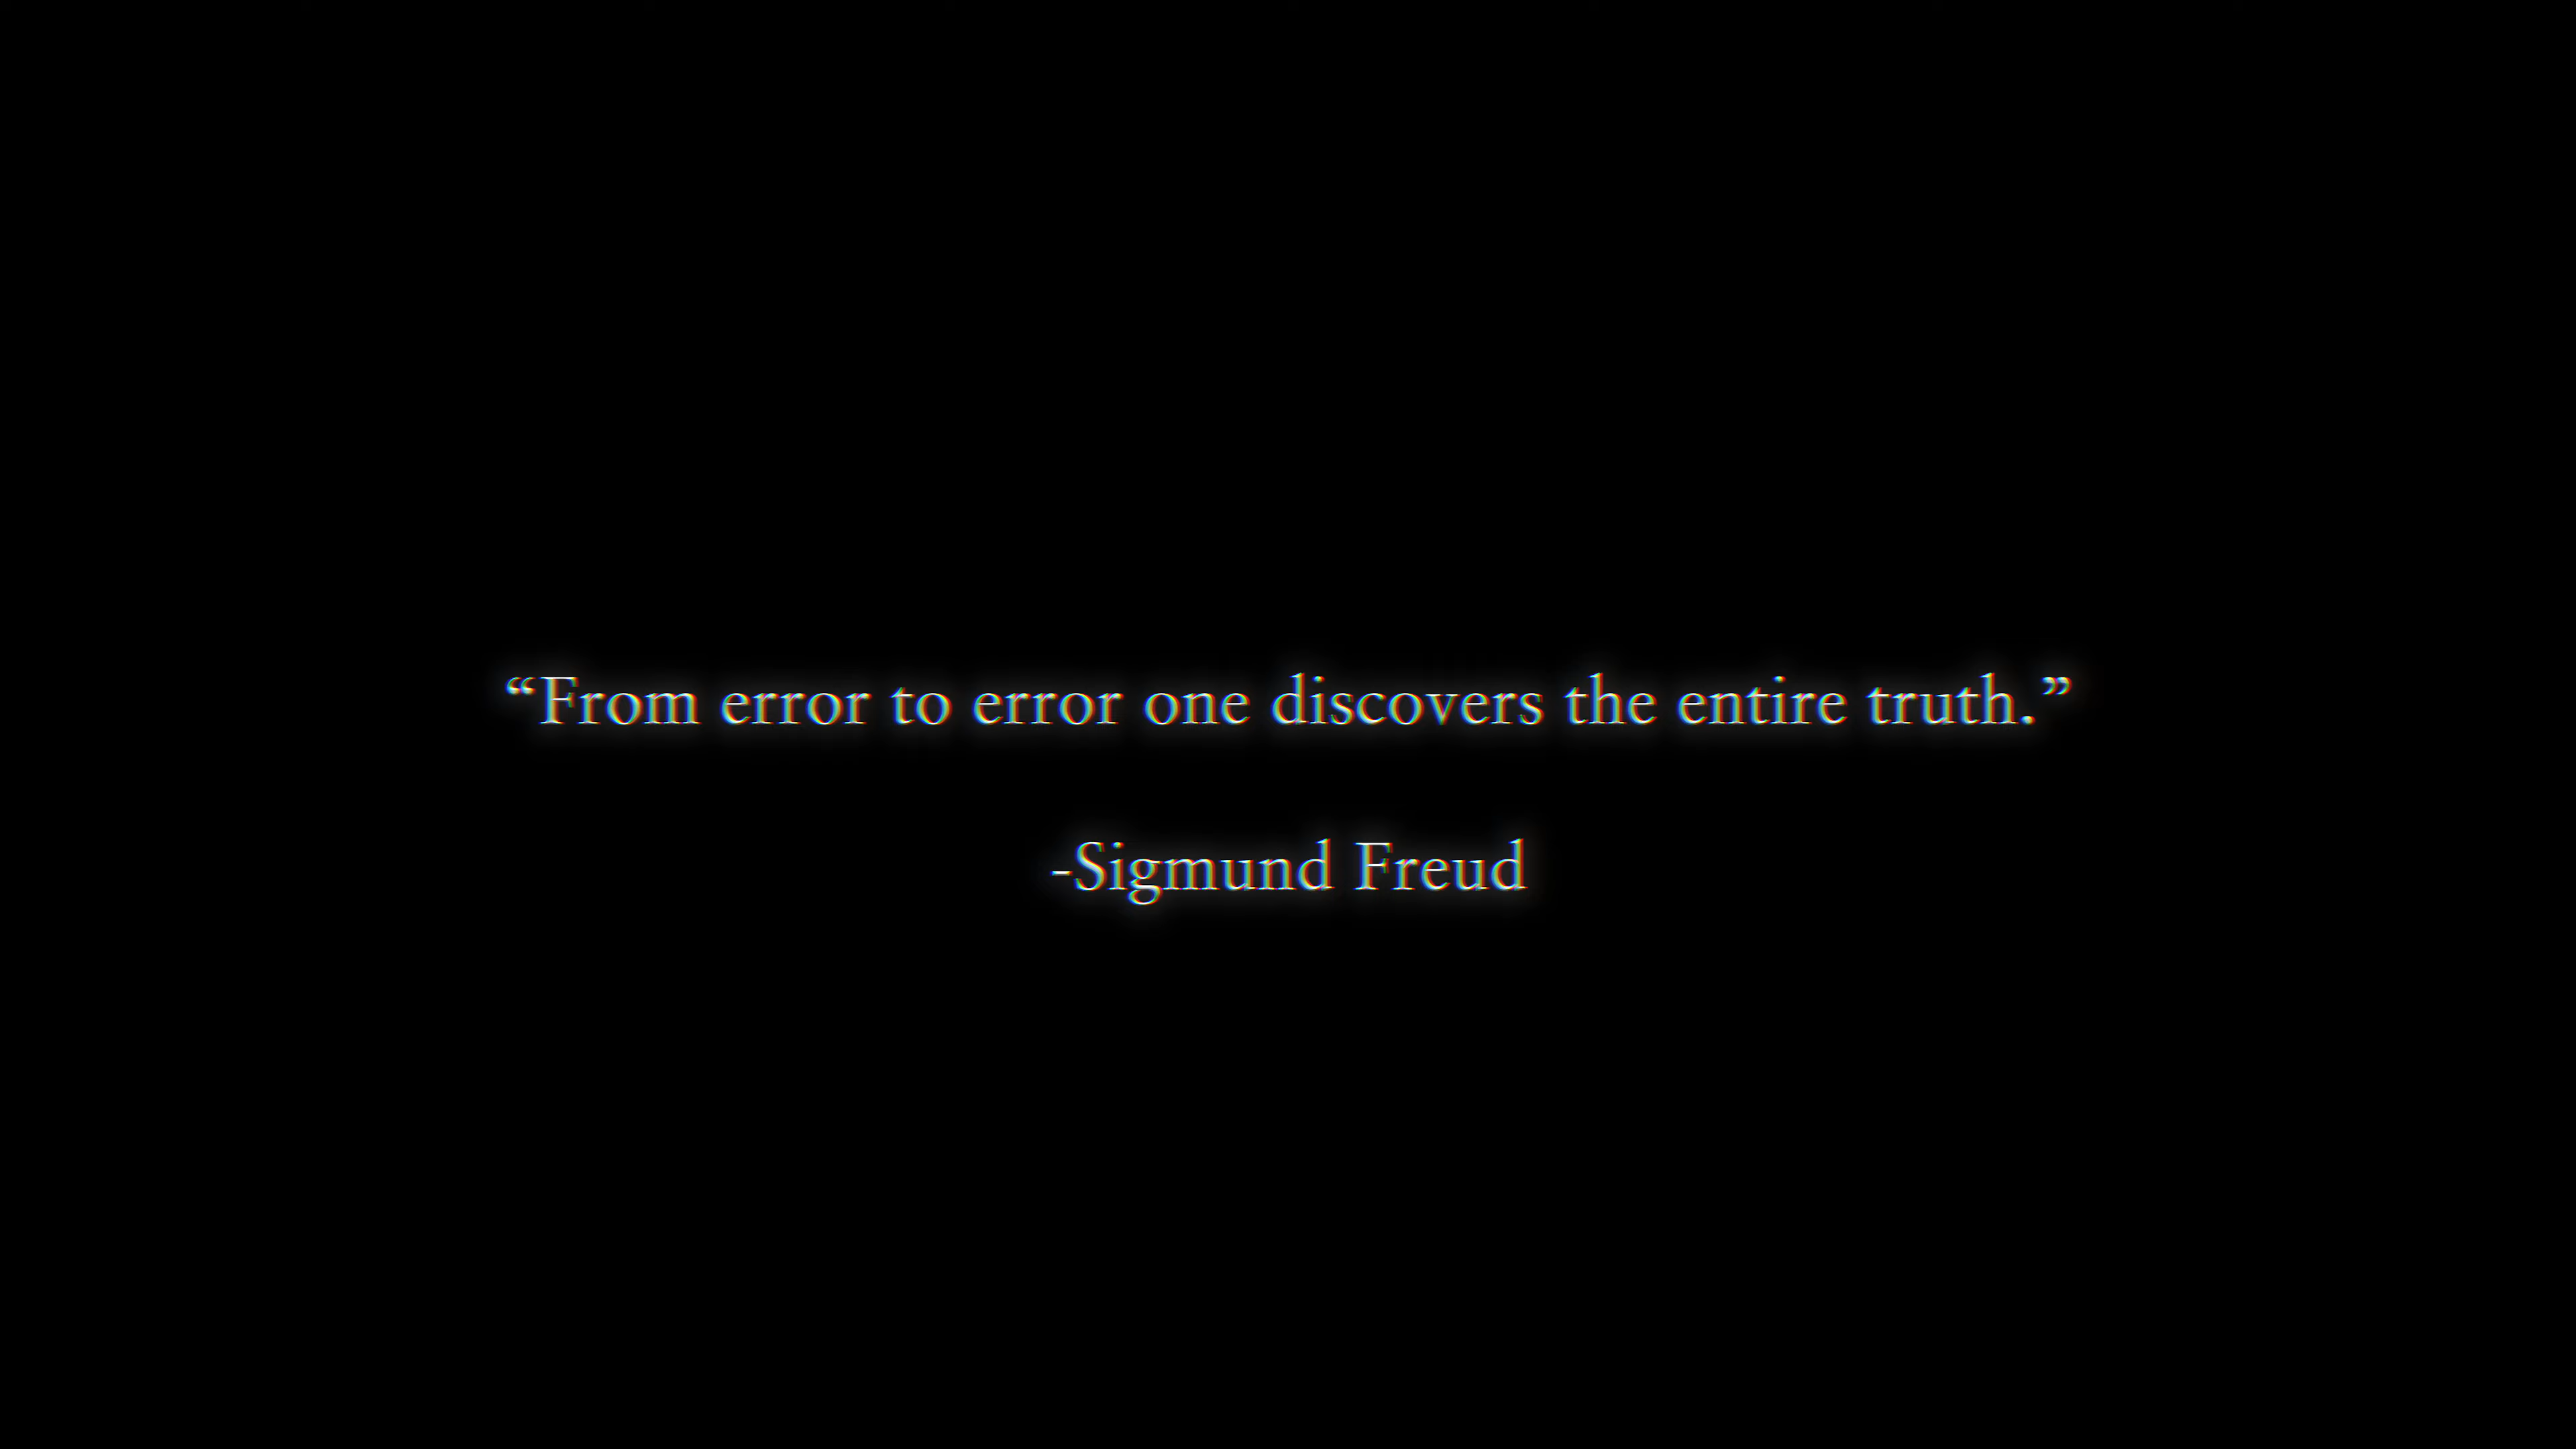 “From error to error one discovers the entire truth.”
-Sigmund Freud